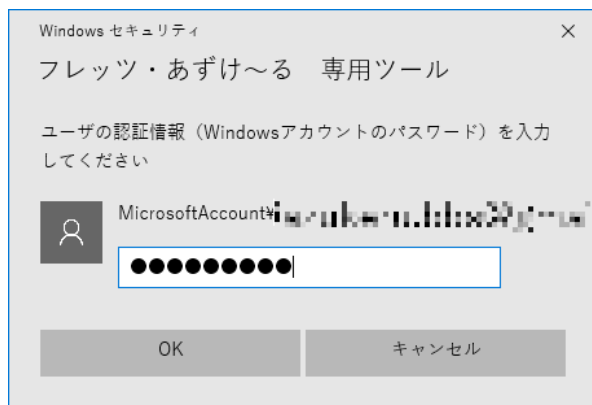 Windows セキュリティ
フレッツ・あずけ～る　専用ツール
ユーザの認証情報（Windowsアカウントのパスワード）を入力
してください
MicrosoftAccount¥
●●●●●●●●●
OK
キャンセル